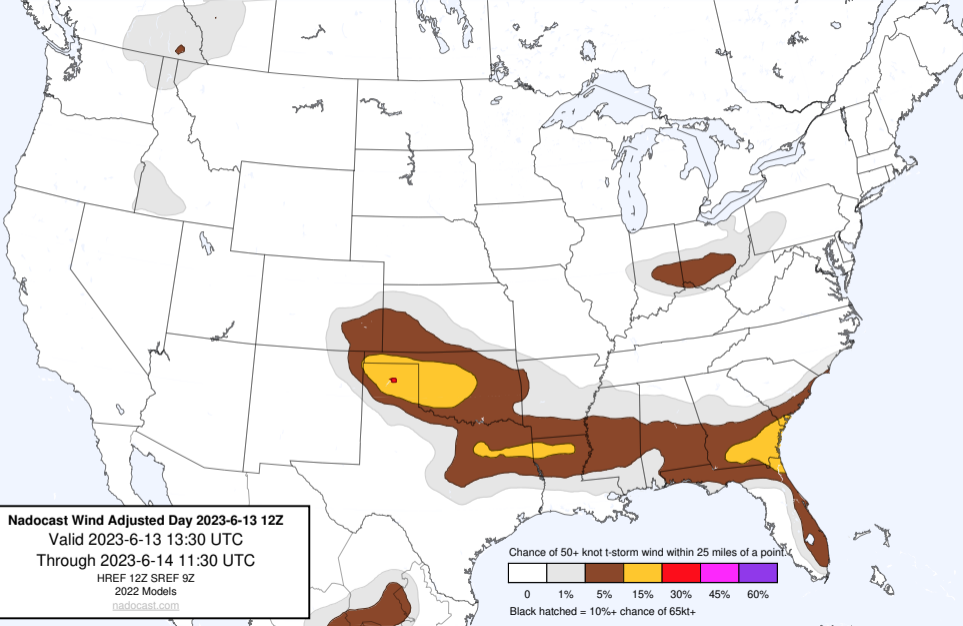 Nadocast Wind Adjusted Day 2023-6-13 12Z
Valid 2023-6-13 13:30 UTC
Through 2023-6-14 11:30 UTC
HREF 12Z SREF 9Z
2022 Models
nadocast.com
Chance of 50+ knot t-storm wind within 25 miles of a point.
0 1% 5% 15% 30% 45% 60%
Black hatched = 10%+ chance of 65kt+